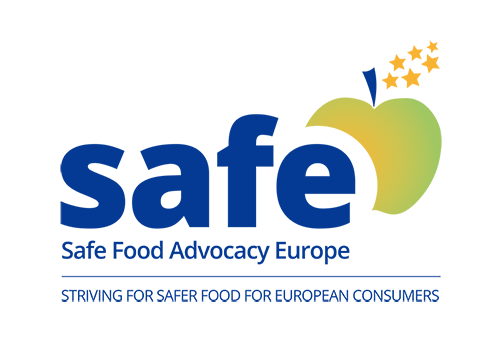 safe
Safe Food Advocacy Europe
STRIVING FOR SAFER FOOD FOR EUROPEAN CONSUMERS